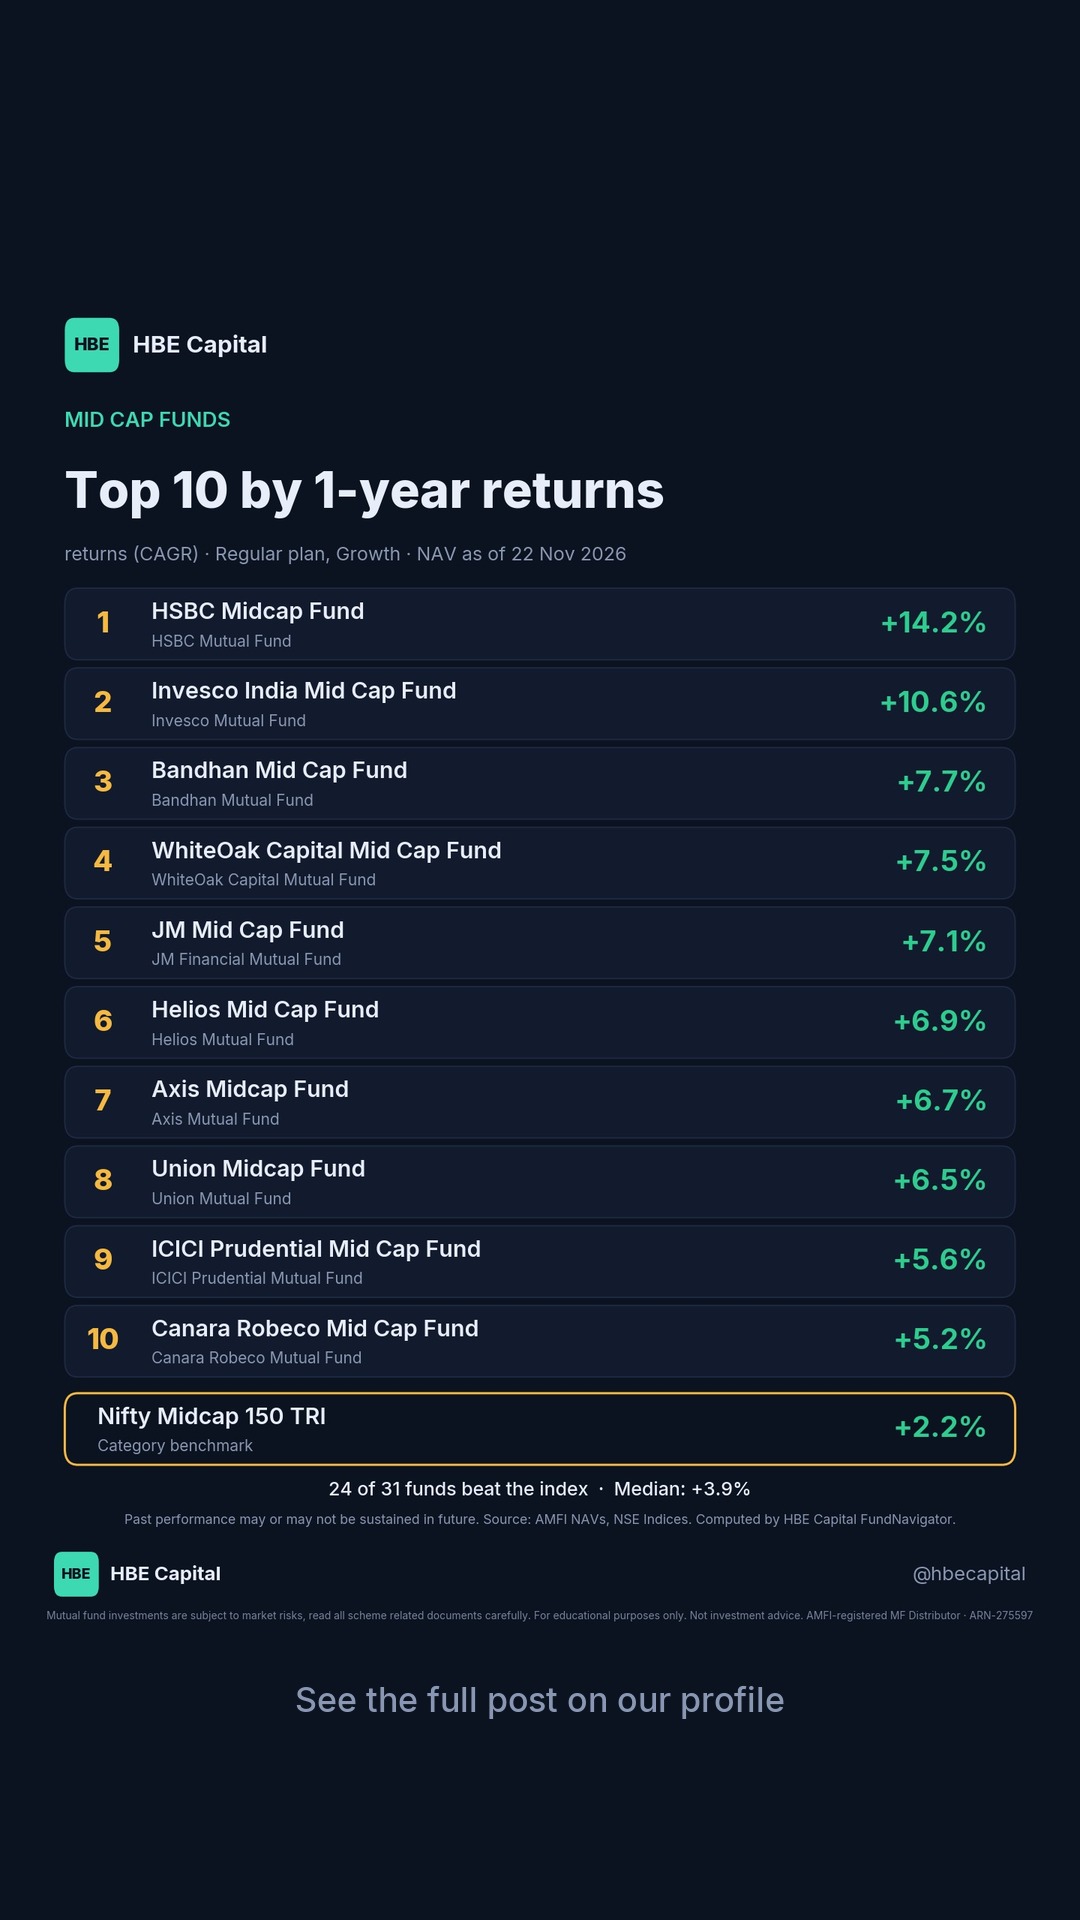 HBE HBE Capital
MID CAP FUNDS
Top 10 by 1-year returns
returns (CAGR) · Regular plan, Growth · NAV as of 22 Nov 2026
1 HSBC Midcap Fund +14.2%
HSBC Mutual Fund
2 Invesco India Mid Cap Fund +10.6%
Invesco Mutual Fund
3 Bandhan Mid Cap Fund +7.7%
Bandhan Mutual Fund
4 WhiteOak Capital Mid Cap Fund +7.5%
WhiteOak Capital Mutual Fund
5 JM Mid Cap Fund +7.1%
JM Financial Mutual Fund
6 Helios Mid Cap Fund +6.9%
Helios Mutual Fund
7 Axis Midcap Fund +6.7%
Axis Mutual Fund
8 Union Midcap Fund +6.5%
Union Mutual Fund
9 ICICI Prudential Mid Cap Fund +5.6%
ICICI Prudential Mutual Fund
10 Canara Robeco Mid Cap Fund +5.2%
Canara Robeco Mutual Fund
Nifty Midcap 150 TRI +2.2%
Category benchmark
24 of 31 funds beat the index · Median: +3.9%
Past performance may or may not be sustained in future. Source: AMFI NAVs, NSE Indices. Computed by HBE Capital FundNavigator.
HBE HBE Capital @hbecapital
Mutual fund investments are subject to market risks, read all scheme related documents carefully. For educational purposes only. Not investment advice. AMFI-registered MF Distributor · ARN-275597
See the full post on our profile